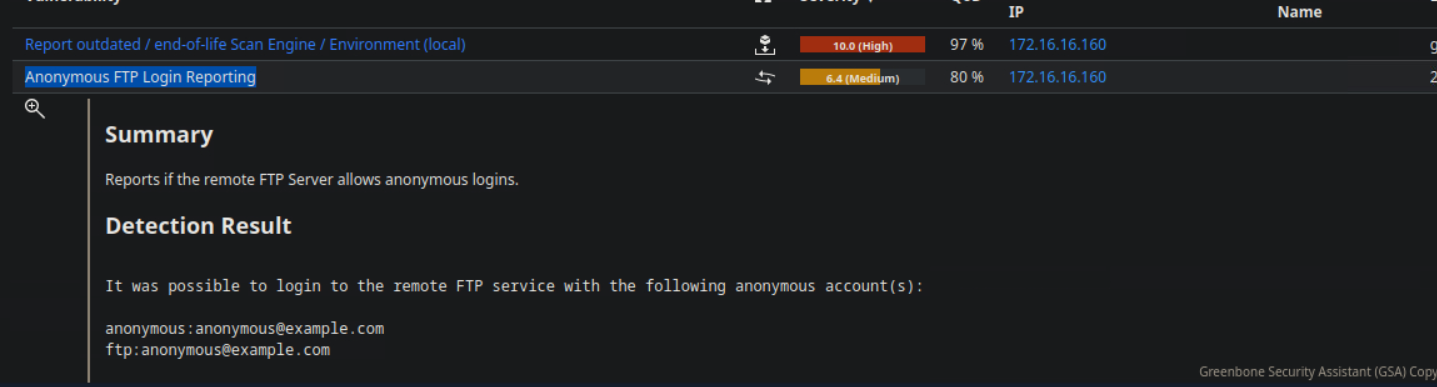 IP
Name
Report outdated / end-of-life Scan Engine / Environment (local) 10.0 (High) 97 % 172.16.16.160
Anonymous FTP Login Reporting 6.4 (Medium) 80 % 172.16.16.160
Summary
Reports if the remote FTP Server allows anonymous logins.
Detection Result
It was possible to login to the remote FTP service with the following anonymous account(s):
anonymous:anonymous@example.com
ftp:anonymous@example.com
Greenbone Security Assistant (GSA) Copy